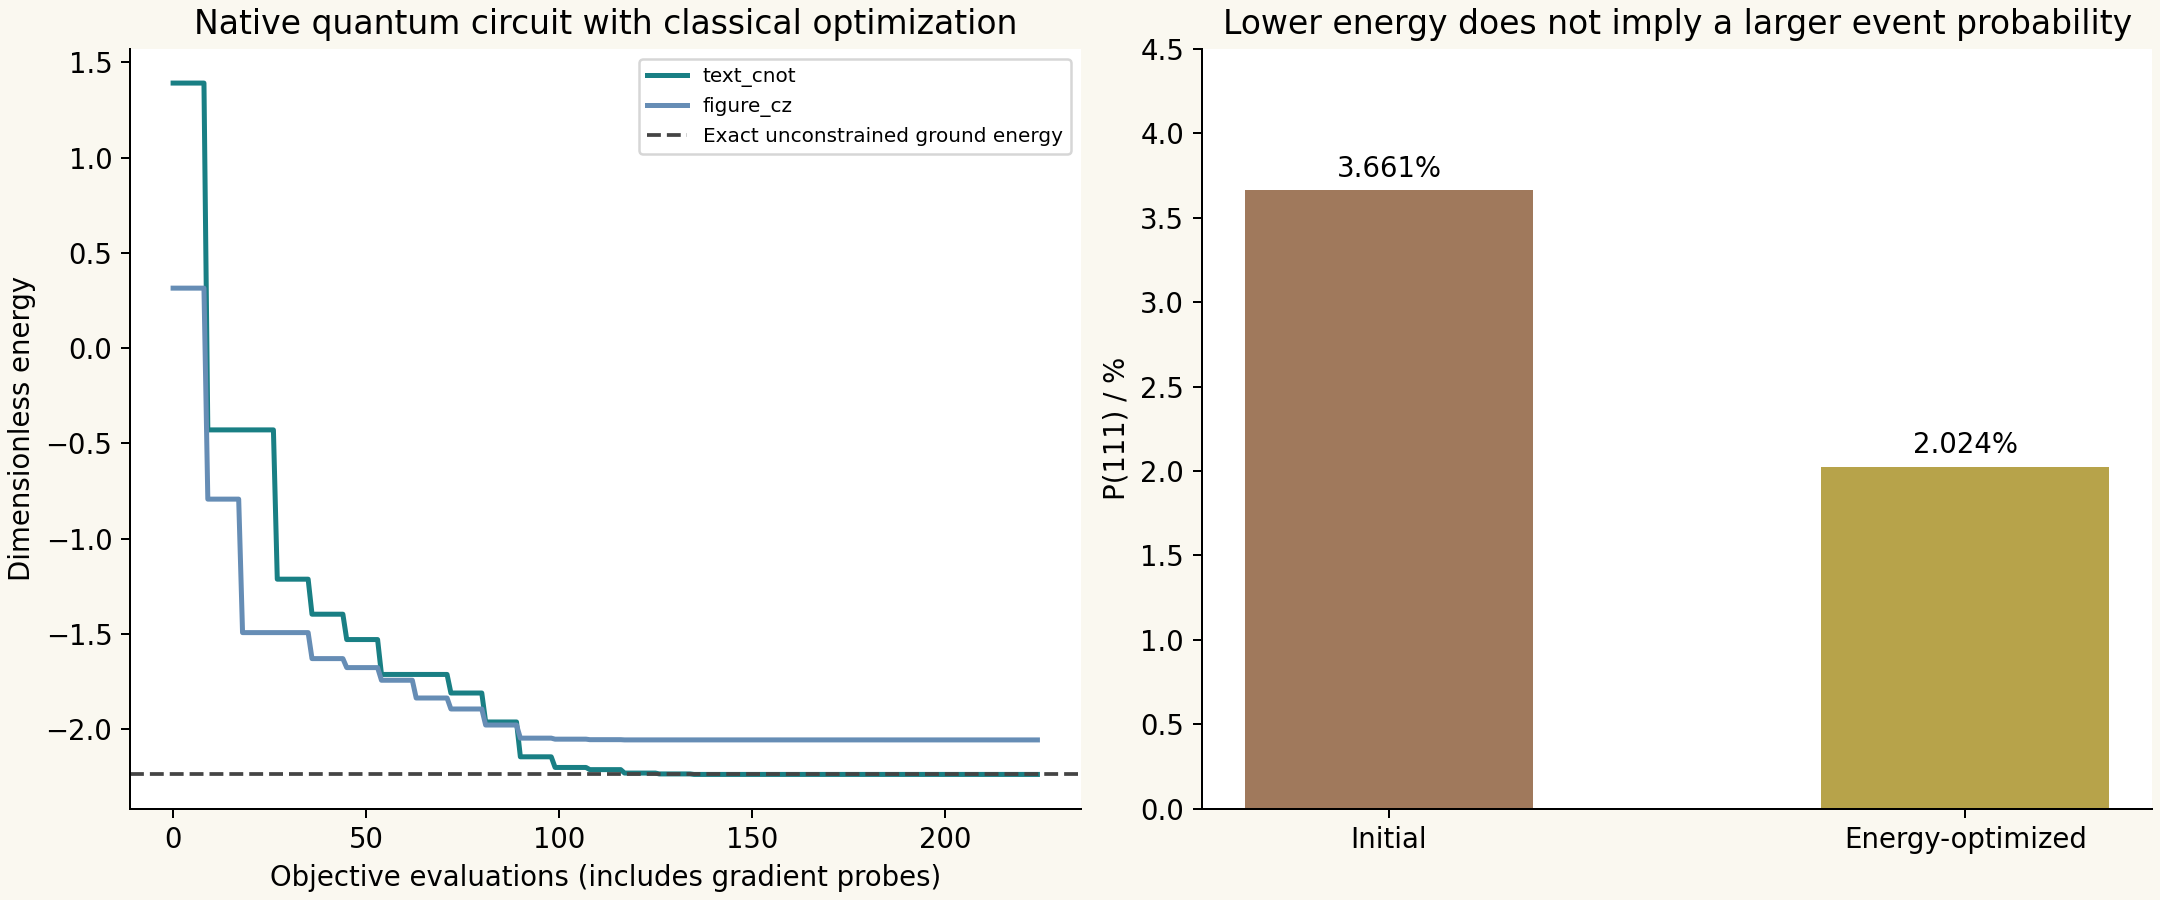 Native quantum circuit with classical optimization
1.5
1.0
0.5
0.0
−0.5
−1.0
−1.5
−2.0
Dimensionless energy
text_cnot
figure_cz
Exact unconstrained ground energy
0
50
100
150
200
Objective evaluations (includes gradient probes)
Lower energy does not imply a larger event probability
4.5
4.0
3.5
3.0
2.5
2.0
1.5
1.0
0.5
0.0
P(111) / %
3.661%
2.024%
Initial
Energy-optimized